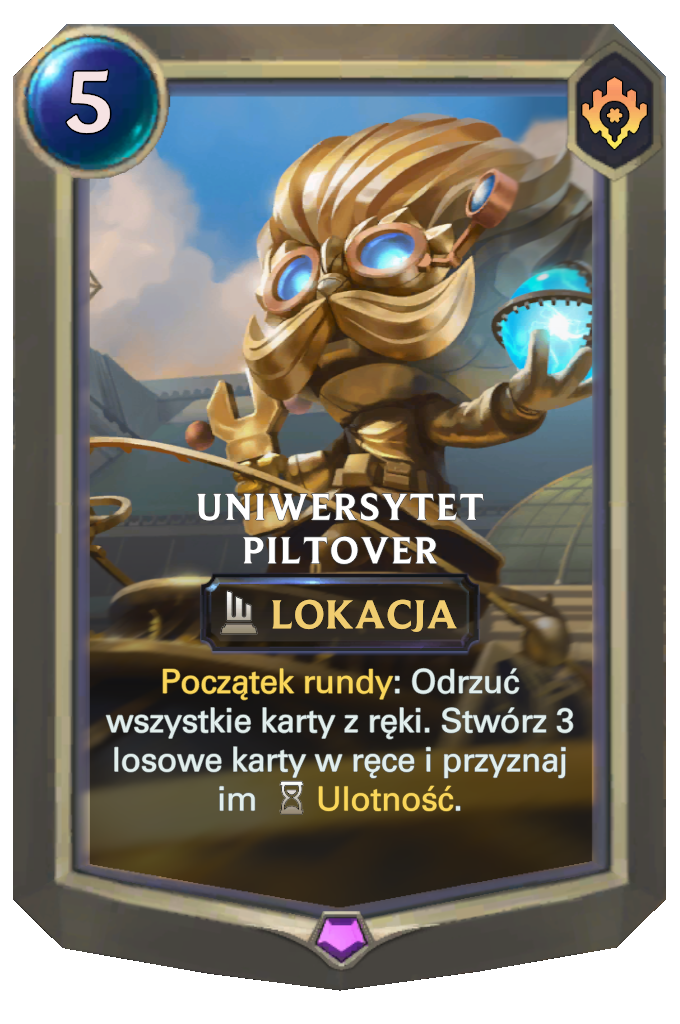 5
UNIWERSYTET
PILTOVER
LOKACJA
Początek rundy: Odrzuć
wszystkie karty z ręki. Stwórz 3
losowe karty w ręce i przyznaj
im Ulotność.